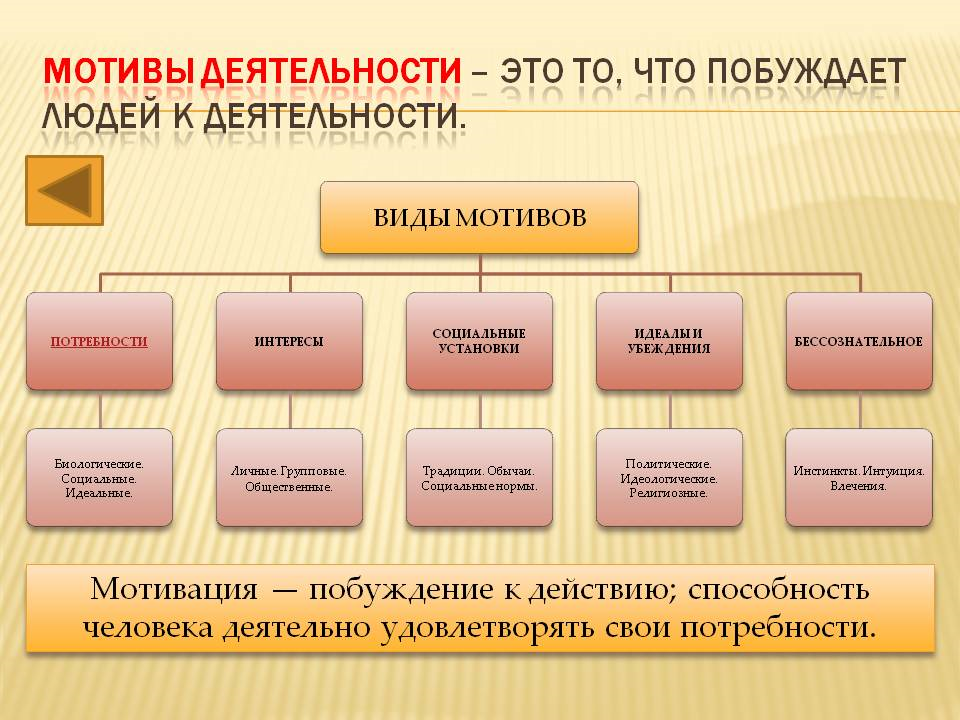 МОТИВЫ ДЕЯТЕЛЬНОСТИ – ЭТО ТО, ЧТО ПОБУЖДАЕТ
ЛЮДЕЙ К ДЕЯТЕЛЬНОСТИ.
ВИДЫ МОТИВОВ
ПОТРЕБНОСТИ
ИНТЕРЕСЫ
СОЦИАЛЬНЫЕ
УСТАНОВКИ
ИДЕАЛЫ И
УБЕЖДЕНИЯ
БЕССОЗНАТЕЛЬНОЕ
Биологические.
Социальные.
Идеальные.
Личные. Групповые.
Общественные.
Традиции. Обычаи.
Социальные нормы.
Политические.
Идеологические.
Религиозные.
Инстинкты. Интуиция.
Влечения.
Мотивация — побуждение к действию; способность
человека деятельно удовлетворять свои потребности.